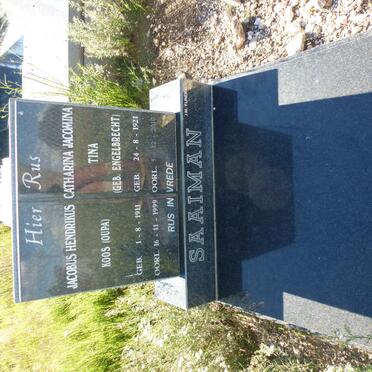 Hier Rus
JACOBUS HENDRIKUS CATHARINA JACOMINA
KOOS (OUPA) TINA
(GEB. ENGELBRECHT)
GEB. 1 - 8 - 1911 GEB. 24 - 8 - 1921
OORL. 16 - 11 - 1999 OORL.
RUS IN VREDE
SAAIMAN